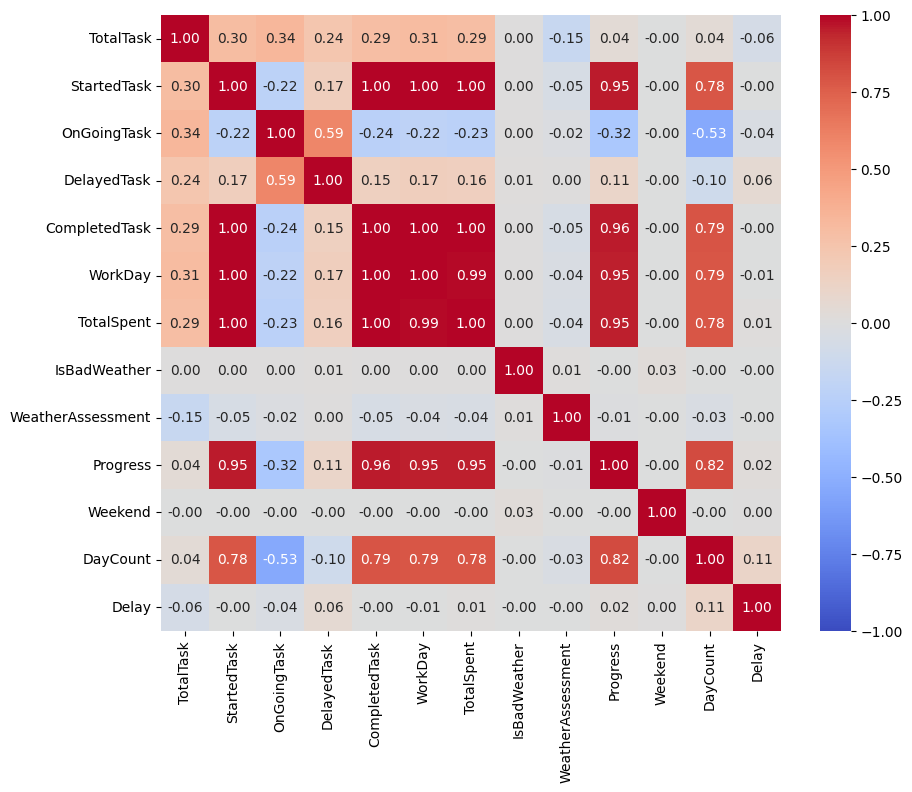 TotalTask 1.00 0.30 0.34 0.24 0.29 0.31 0.29 0.00 -0.15 0.04 -0.00 0.04 -0.06
StartedTask 0.30 1.00 -0.22 0.17 1.00 1.00 1.00 0.00 -0.05 0.95 -0.00 0.78 -0.00
OnGoingTask 0.34 -0.22 1.00 0.59 -0.24 -0.22 -0.23 0.00 -0.02 -0.32 -0.00 -0.53 -0.04
DelayedTask 0.24 0.17 0.59 1.00 0.15 0.17 0.16 0.01 0.00 0.11 -0.00 -0.10 0.06
CompletedTask 0.29 1.00 -0.24 0.15 1.00 1.00 1.00 0.00 -0.05 0.96 -0.00 0.79 -0.00
WorkDay 0.31 1.00 -0.22 0.17 1.00 1.00 0.99 0.00 -0.04 0.95 -0.00 0.79 -0.01
TotalSpent 0.29 1.00 -0.23 0.16 1.00 0.99 1.00 0.00 -0.04 0.95 -0.00 0.78 0.01
IsBadWeather 0.00 0.00 0.00 0.01 0.00 0.00 0.00 1.00 0.01 -0.00 0.03 -0.00 -0.00
WeatherAssessment -0.15 -0.05 -0.02 0.00 -0.05 -0.04 -0.04 0.01 1.00 -0.01 -0.00 -0.03 -0.00
Progress 0.04 0.95 -0.32 0.11 0.96 0.95 0.95 -0.00 -0.01 1.00 -0.00 0.82 0.02
Weekend -0.00 -0.00 -0.00 -0.00 -0.00 -0.00 -0.00 0.03 -0.00 -0.00 1.00 -0.00 0.00
DayCount 0.04 0.78 -0.53 -0.10 0.79 0.79 0.78 -0.00 -0.03 0.82 -0.00 1.00 0.11
Delay -0.06 -0.00 -0.04 0.06 -0.00 -0.01 0.01 -0.00 -0.00 0.02 0.00 0.11 1.00
TotalTask
StartedTask
OnGoingTask
DelayedTask
CompletedTask
WorkDay
TotalSpent
IsBadWeather
WeatherAssessment
Progress
Weekend
DayCount
Delay
1.00
0.75
0.50
0.25
0.00
-0.25
-0.50
-0.75
-1.00